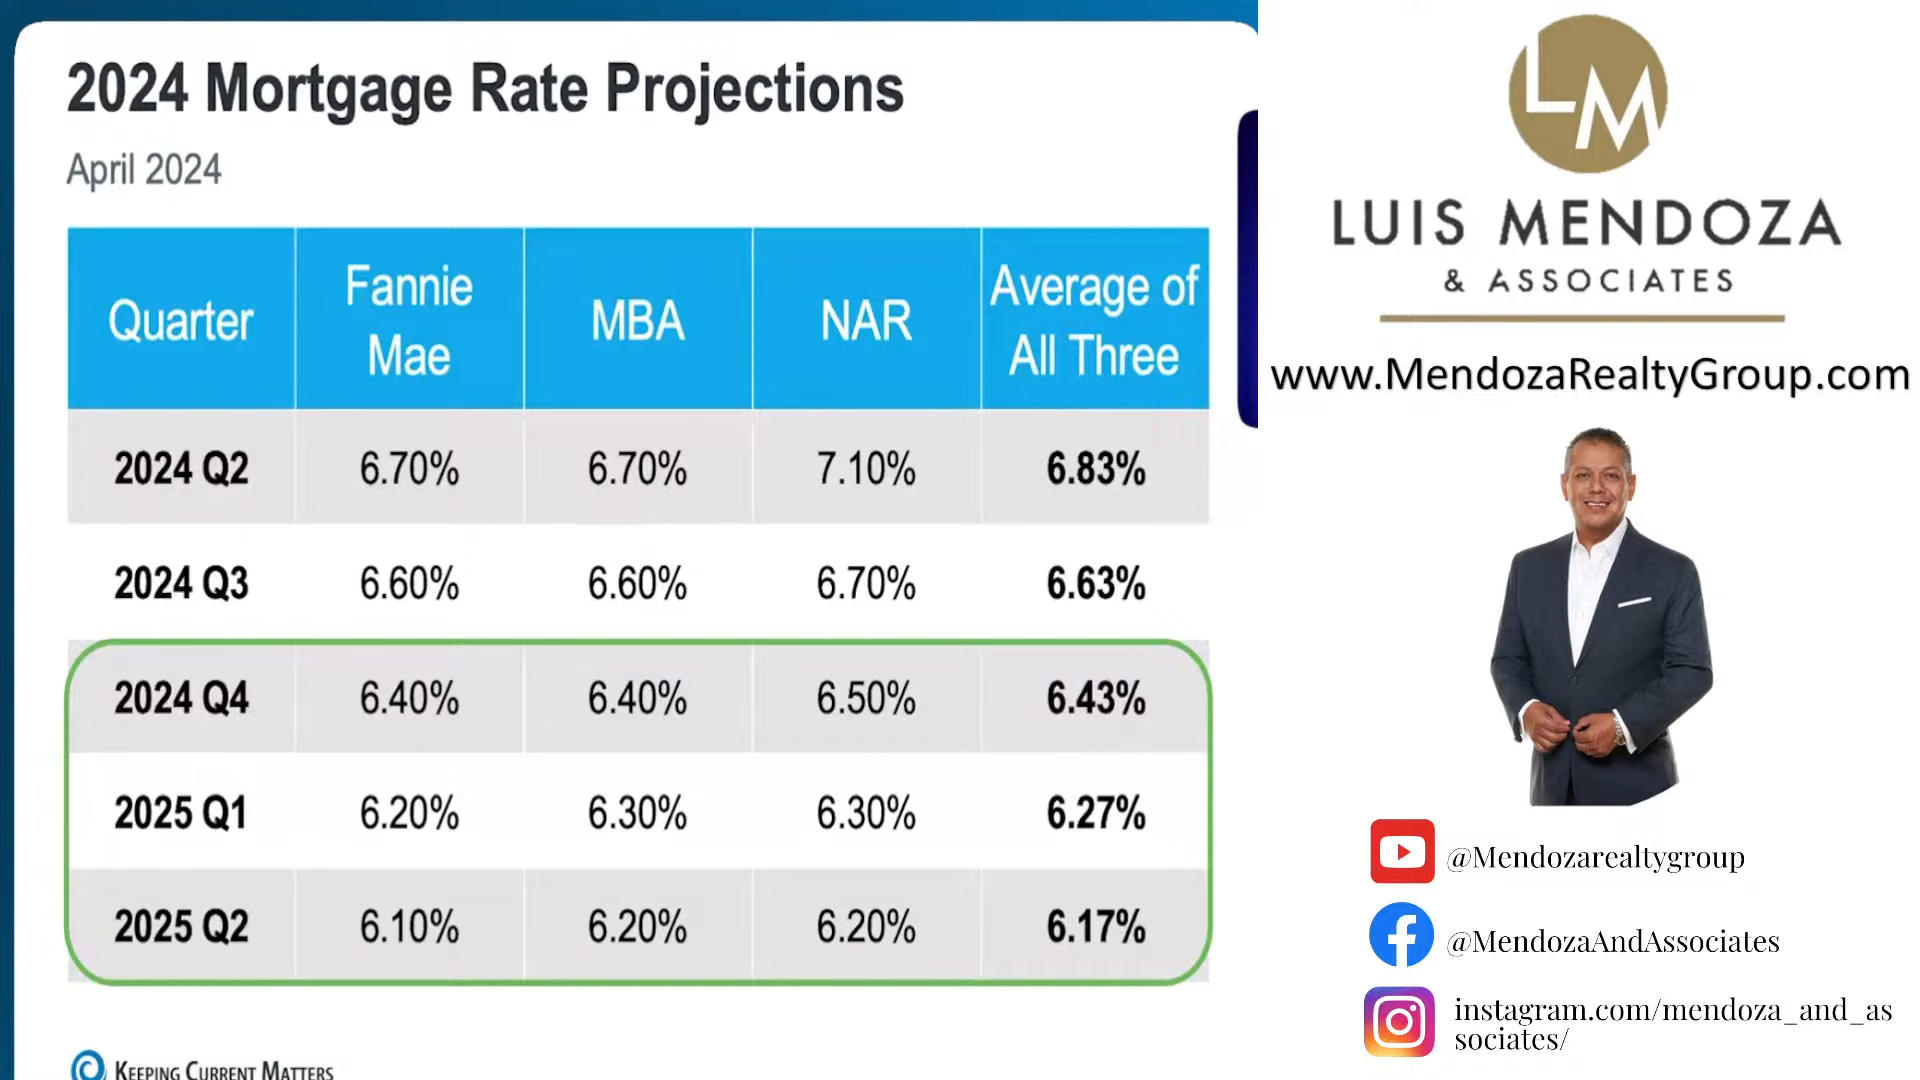 2024 Mortgage Rate Projections
April 2024
Quarter Fannie Mae MBA NAR Average of All Three
2024 Q2 6.70% 6.70% 7.10% 6.83%
2024 Q3 6.60% 6.60% 6.70% 6.63%
2024 Q4 6.40% 6.40% 6.50% 6.43%
2025 Q1 6.20% 6.30% 6.30% 6.27%
2025 Q2 6.10% 6.20% 6.20% 6.17%
KEEPING CURRENT MATTERS
LM
LUIS MENDOZA
& ASSOCIATES
www.MendozaRealtyGroup.com
@Mendozarealtygroup
@MendozaAndAssociates
instagram.com/mendoza_and_as
sociates/